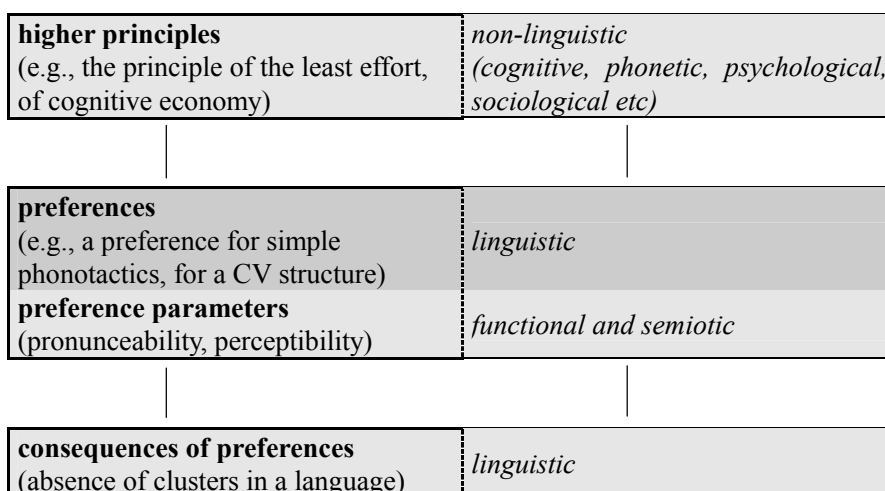 higher principles
(e.g., the principle of the least effort,
of cognitive economy)
non-linguistic
(cognitive, phonetic, psychological,
sociological etc)
preferences
(e.g., a preference for simple
phonotactics, for a CV structure)
linguistic
preference parameters
(pronunceability, perceptibility)
functional and semiotic
consequences of preferences
(absence of clusters in a language)
linguistic